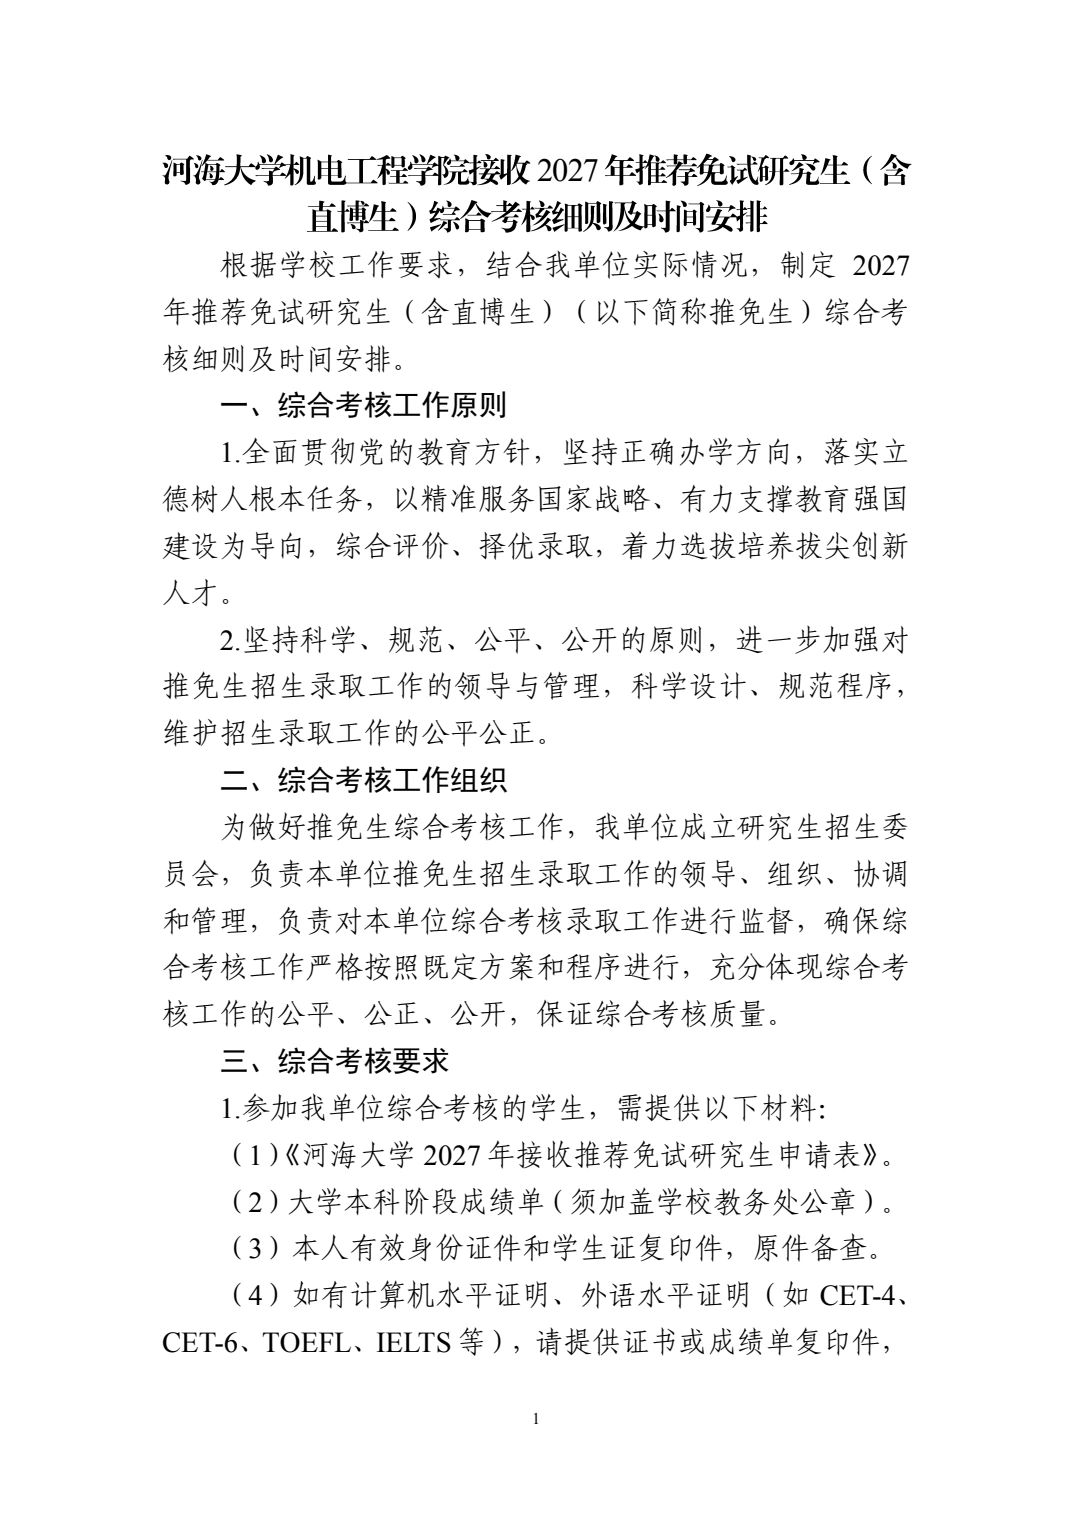 河海大学机电工程学院接收 2027 年推荐免试研究生（含
直博生）综合考核细则及时间安排
根据学校工作要求，结合我单位实际情况，制定 2027
年推荐免试研究生（含直博生）（以下简称推免生）综合考
核细则及时间安排。
一、综合考核工作原则
1.全面贯彻党的教育方针，坚持正确办学方向，落实立
德树人根本任务，以精准服务国家战略、有力支撑教育强国
建设为导向，综合评价、择优录取，着力选拔培养拔尖创新
人才。
2.坚持科学、规范、公平、公开的原则，进一步加强对
推免生招生录取工作的领导与管理，科学设计、规范程序，
维护招生录取工作的公平公正。
二、综合考核工作组织
为做好推免生综合考核工作，我单位成立研究生招生委
员会，负责本单位推免生招生录取工作的领导、组织、协调
和管理，负责对本单位综合考核录取工作进行监督，确保综
合考核工作严格按照既定方案和程序进行，充分体现综合考
核工作的公平、公正、公开，保证综合考核质量。
三、综合考核要求
1.参加我单位综合考核的学生，需提供以下材料：
（1）《河海大学 2027 年接收推荐免试研究生申请表》。
（2）大学本科阶段成绩单（须加盖学校教务处公章）。
（3）本人有效身份证件和学生证复印件，原件备查。
（4）如有计算机水平证明、外语水平证明（如 CET-4、
CET-6、TOEFL、IELTS 等），请提供证书或成绩单复印件，
1